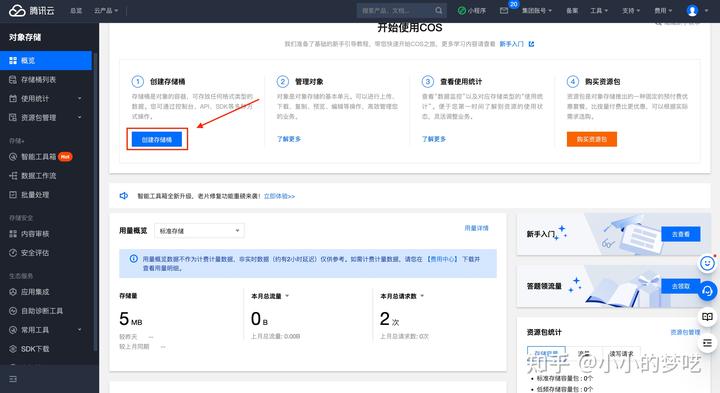 腾讯云
总览
云产品
搜索产品、文档...
小程序
20
集团账号
备案
工具
支持
费用
对象存储
概览
存储桶列表
使用统计
资源包管理
存储+
智能工具箱 Hot
数据工作流
批量处理
存储安全
内容审核
安全评估
生态服务
应用集成
自助诊断工具
常用工具
SDK下载
开始使用COS
我们准备了基础的新手引导教程，带您快速开始COS之旅，更多学习内容请查看 新手入门
1 创建存储桶
存储桶是对象的容器，可存放任何格式类型的
数据。您可通过控制台、API、SDK等多种方
式操作。
创建存储桶
2 管理对象
对象是对象存储的基本单元。可以进行上传、
下载、复制、预览、编辑等操作，高效管理您
的业务。
了解更多
3 查看使用统计
查看"数据监控"以及对应存储类型的"使用统
计"。便于您第一时间了解到资源的使用状
态，灵活调整业务。
了解更多
4 购买资源包
资源包是对象存储推出的一种固定的预付费优
惠套餐，比按量付费比更优惠，可以根据实际
需求选购。
购买资源包
智能工具箱全新升级，老片修复功能重磅来袭！立即体验>>
用量概览
标准存储
用量详情
用量概览数据不作为计费计量数据，非实时数据（约有2小时延迟）仅供参考。如需计费计量数据，请您在【费用中心】下载并
查看用量明细。
存储量
5 MB
较昨天 --
较上月同期 --
本月总流量
0 B
上月总流量：0.00B
本月总请求数
2 次
上月总请求数：0次
新手入门
去查看
答题领流量
去领取
资源包统计
资源包管理
存储容量
流量
读写请求
标准存储容量包：0个
低频存储容量包：0个
知乎 @小小的梦呓